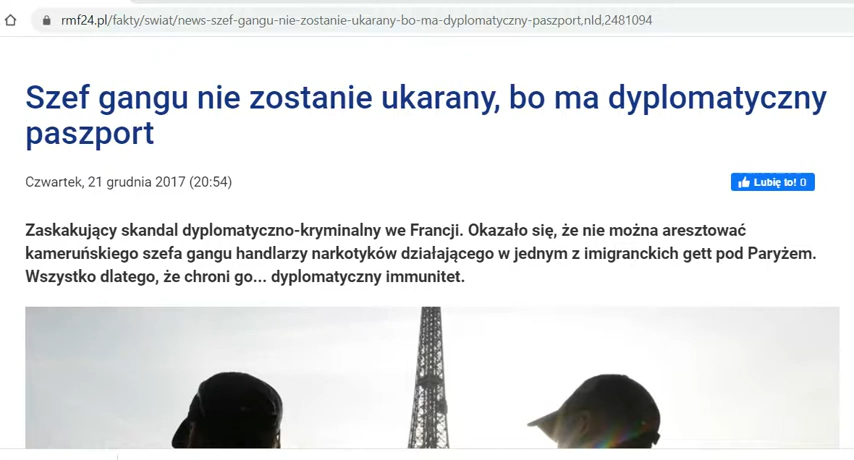 rmf24.pl/fakty/swiat/news-szef-gangu-nie-zostanie-ukarany-bo-ma-dyplomatyczny-paszport,nId,2481094
Szef gangu nie zostanie ukarany, bo ma dyplomatyczny
paszport
Czwartek, 21 grudnia 2017 (20:54)
Lubię to! 0
Zaskakujący skandal dyplomatyczno-kryminalny we Francji. Okazało się, że nie można aresztować
kameruńskiego szefa gangu handlarzy narkotyków działającego w jednym z imigranckich gett pod Paryżem.
Wszystko dlatego, że chroni go... dyplomatyczny immunitet.